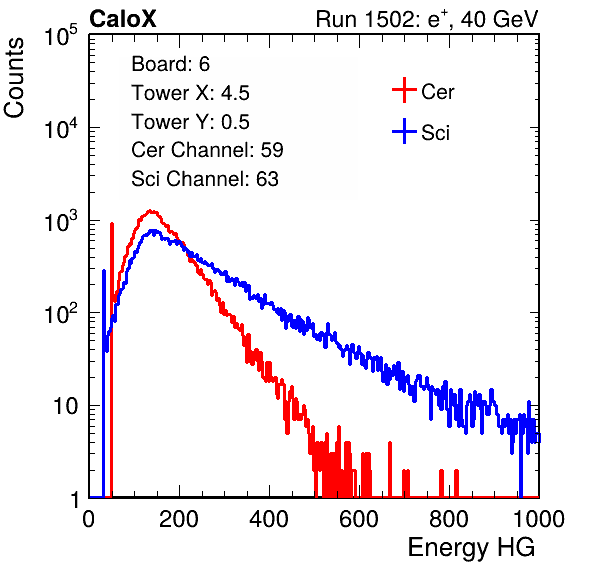 CaloX Run 1502: e⁺, 40 GeV
10⁵
Counts
Board: 6
Tower X: 4.5
Tower Y: 0.5
Cer Channel: 59
Sci Channel: 63
Cer
Sci
10⁴
10³
10²
10
1
0 200 400 600 800 1000
Energy HG